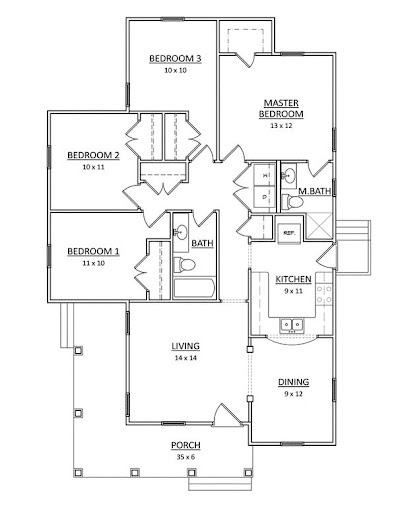 BEDROOM 3
10 x 10
MASTER
BEDROOM
13 x 12
BEDROOM 2
10 x 11
M.BATH
BEDROOM 1
11 x 10
BATH
REF.
KITCHEN
9 x 11
LIVING
14 x 14
DINING
9 x 12
PORCH
35 x 6